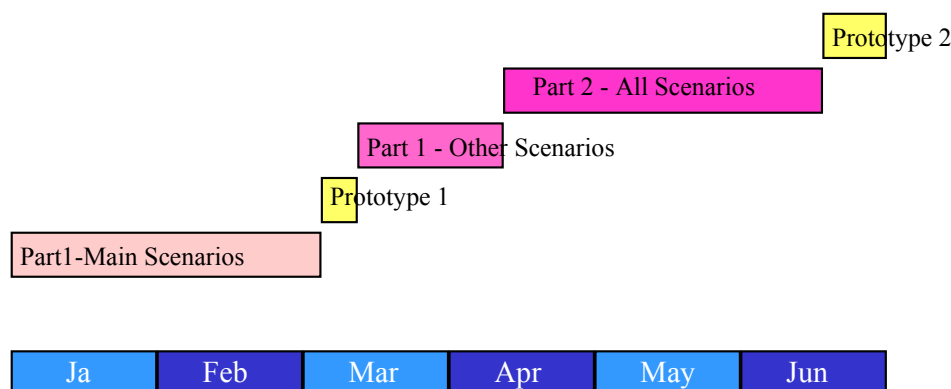 Prototype 2
Part 2 - All Scenarios
Part 1 - Other Scenarios
Prototype 1
Part1-Main Scenarios
Ja Feb Mar Apr May Jun